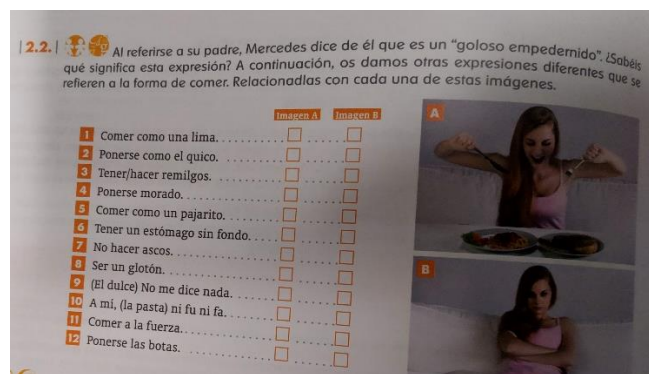 2.2. Al referirse a su padre, Mercedes dice de él que es un "goloso empedernido". ¿Sabéis
qué significa esta expresión? A continuación, os damos otras expresiones diferentes que se
refieren a la forma de comer. Relacionadlas con cada una de estas imágenes.
Imagen A Imagen B
A
1 Comer como una lima.
2 Ponerse como el quico.
3 Tener/hacer remilgos.
4 Ponerse morado.
5 Comer como un pajarito.
6 Tener un estómago sin fondo.
7 No hacer ascos.
B
8 Ser un glotón.
9 (El dulce) No me dice nada.
10 A mí, (la pasta) ni fu ni fa.
11 Comer a la fuerza.
12 Ponerse las botas.